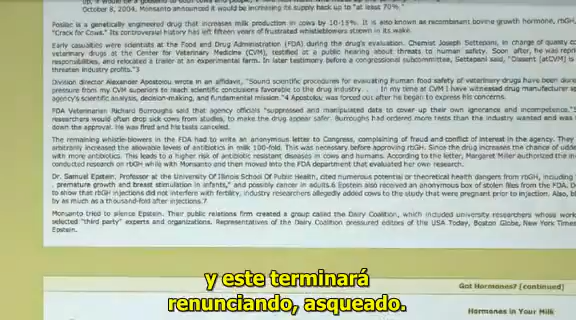 up, it would be a
October 8, 2004, Monsanto announced it would be increasing its supply back up to "at least 70%."
Posilac is a genetically engineered drug that increases milk production in cows by 10-15%. It is also known as recombinant bovine growth hormone, rbGH,
"Crack for Cows." Its controversial history has left fifteen years of frustrated whistleblowers strewn in its wake.
Early casualties were scientists at the Food and Drug Administration (FDA) during the drug's evaluation. Chemist Joseph Settepani, in charge of quality co
veterinary drugs at the Center for Veterinary Medicine (CVM), testified at a public hearing about threats to human safety. Soon after, he was repr
responsibilities, and relocated a trailer at an experimental farm. In later testimony before a congressional subcommittee, Settepani said, "Dissent [at CVM] is
threaten industry profits."3
Division director Alexander Apostolou wrote in an affidavit, "Sound scientific procedures for evaluating human food safety of veterinary drugs have been disre
pressure from my CVM superiors to reach scientific conclusions favorable to the drug industry . . . In my time at CVM I have witnessed drug manufacturer sp
agency's scientific analysis, decision-making, and fundamental mission."4 Apostolou was forced out after he began to express his concerns.
FDA Veterinarian Richard Burroughs said that agency officials "suppressed and manipulated data to cover up their own ignorance and incompetence."5
researchers would often drop sick cows from studies, to make the drug appear safer. Burroughs had ordered more tests than the industry wanted and was
down the approval. He was fired and his tests canceled.
The remaining whistle-blowers in the FDA had to write an anonymous letter to Congress, complaining of fraud and conflict of interest in the agency. They
arbitrarily increased the allowable levels of antibiotics in milk 100-fold. This was necessary before approving rbGH. Since the drug increases the chance of udder
with more antibiotics. This leads to a higher risk of antibiotic resistant diseases in cows and humans. According to the letter, Margaret Miller authorized the in
conducted research on rbGH while with Monsanto and then moved into the FDA department that evaluated her own research.
Dr. Samuel Epstein, Professor at the University Of Illinois School Of Public Health, cited numerous potential or theoretical health dangers from rbGH, including
. premature growth and breast stimulation in infants," and possibly cancer in adults.6 Epstein also received an anonymous box of stolen files from the FDA.
to show that rbGH injections did not interfere with fertility, industry researchers allegedly added cows to the study that were pregnant prior to injection. Also, bl
by as much as a thousand-fold after injections.7
Monsanto tried to silence Epstein. Their public relations firm created a group called the Dairy Coalition, which included university researchers whose work
selected "third party" experts and organizations. Representatives of the Dairy Coalition pressured editors of the USA Today, Boston Globe, New York Times
Epstein.
y este terminará
renunciando, asqueado.
Got Hormones? (continued)
Hormones in Your Milk